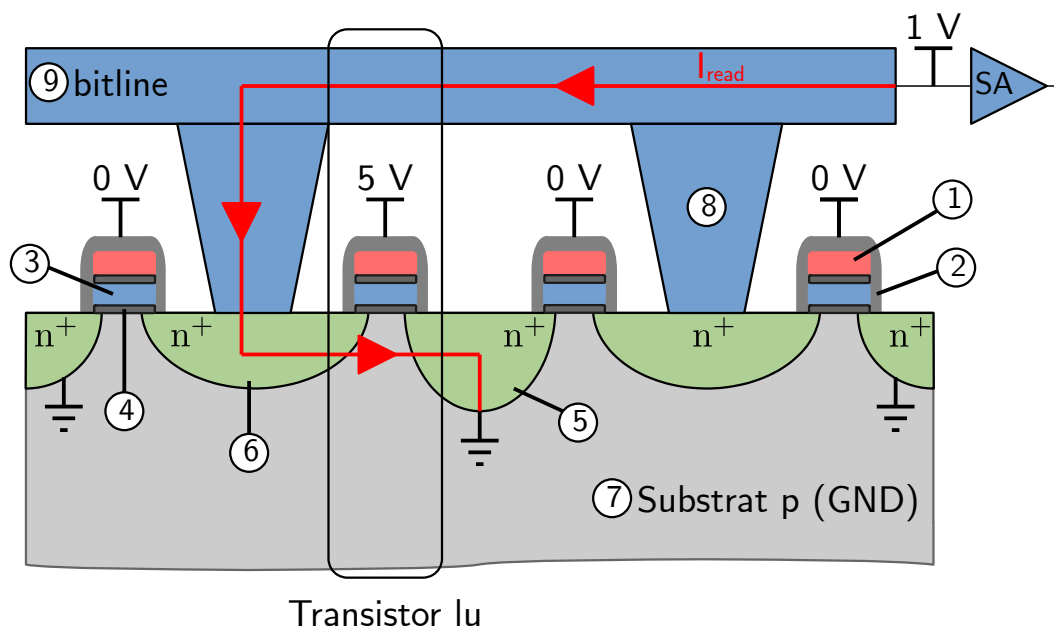 1 V
9 bitline
I_read
SA
0 V
5 V
0 V
0 V
8
1
3
2
n⁺
n⁺
n⁺
n⁺
n⁺
4
5
6
7 Substrat p (GND)
Transistor lu